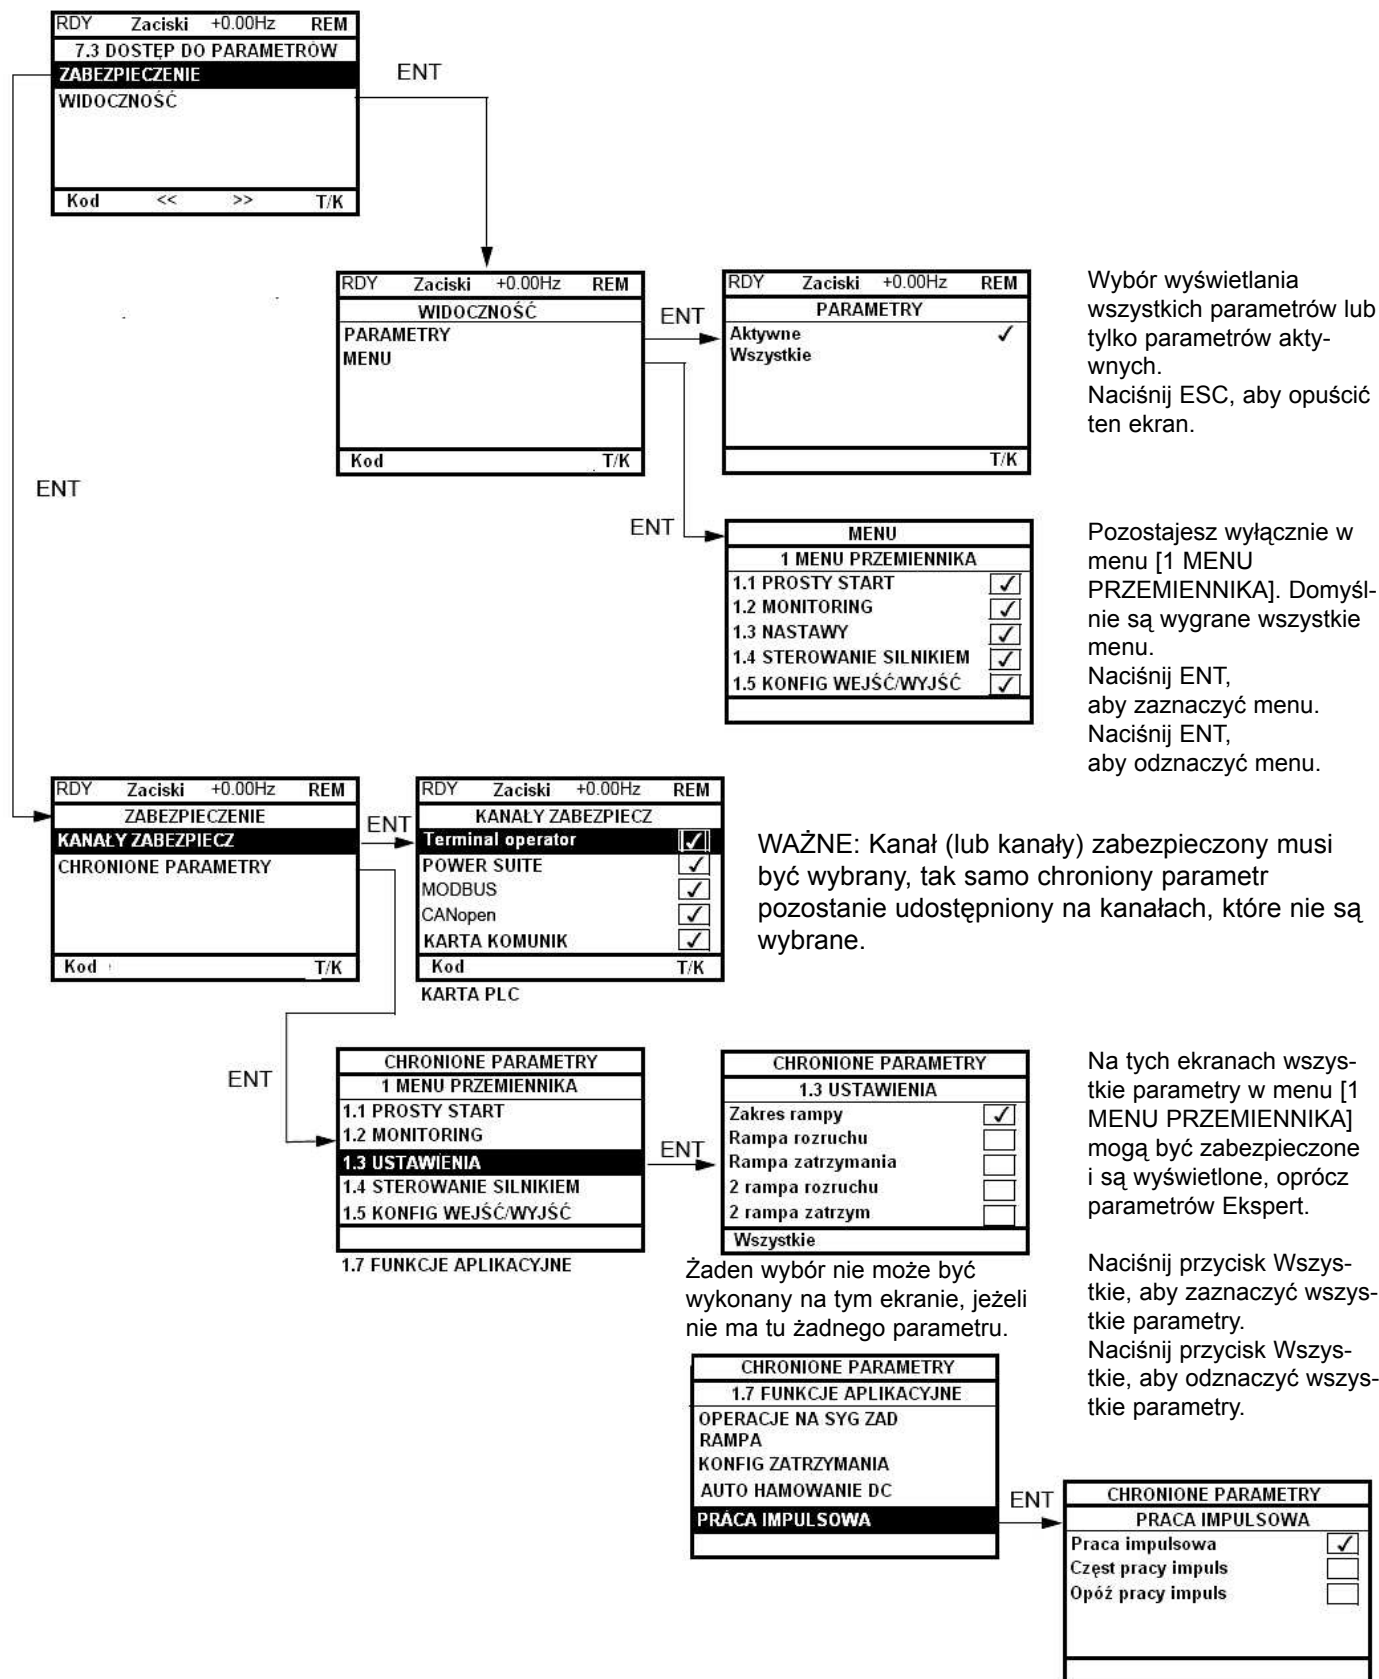 RDY Zaciski +0.00Hz REM
7.3 DOSTĘP DO PARAMETRÓW
ZABEZPIECZENIE
WIDOCZNOŚĆ
Kod << >> T/K
ENT
RDY Zaciski +0.00Hz REM
WIDOCZNOŚĆ
PARAMETRY
MENU
Kod T/K
ENT
RDY Zaciski +0.00Hz REM
PARAMETRY
Aktywne ✓
Wszystkie
T/K
Wybór wyświetlania
wszystkich parametrów lub
tylko parametrów akty-
wnych.
Naciśnij ESC, aby opuścić
ten ekran.
ENT
ENT
MENU
1 MENU PRZEMIENNIKA
1.1 PROSTY START ✓
1.2 MONITORING ✓
1.3 NASTAWY ✓
1.4 STEROWANIE SILNIKIEM ✓
1.5 KONFIG WEJŚĆ/WYJŚĆ ✓
Pozostajesz wyłącznie w
menu [1 MENU
PRZEMIENNIKA]. Domyśl-
nie są wygrane wszystkie
menu.
Naciśnij ENT,
aby zaznaczyć menu.
Naciśnij ENT,
aby odznaczyć menu.
RDY Zaciski +0.00Hz REM
ZABEZPIECZENIE
KANAŁY ZABEZPIECZ
CHRONIONE PARAMETRY
Kod T/K
ENT
RDY Zaciski +0.00Hz REM
KANAŁY ZABEZPIECZ
Terminal operator ✓
POWER SUITE ✓
MODBUS ✓
CANopen ✓
KARTA KOMUNIK ✓
Kod T/K
KARTA PLC
WAŻNE: Kanał (lub kanały) zabezpieczony musi
być wybrany, tak samo chroniony parametr
pozostanie udostępniony na kanałach, które nie są
wybrane.
ENT
CHRONIONE PARAMETRY
1 MENU PRZEMIENNIKA
1.1 PROSTY START
1.2 MONITORING
1.3 USTAWIENIA
1.4 STEROWANIE SILNIKIEM
1.5 KONFIG WEJŚĆ/WYJŚĆ
1.7 FUNKCJE APLIKACYJNE
ENT
CHRONIONE PARAMETRY
1.3 USTAWIENIA
Zakres rampy ✓
Rampa rozruchu
Rampa zatrzymania
2 rampa rozruchu
2 rampa zatrzym
Wszystkie
Żaden wybór nie może być
wykonany na tym ekranie, jeżeli
nie ma tu żadnego parametru.
Na tych ekranach wszys-
tkie parametry w menu [1
MENU PRZEMIENNIKA]
mogą być zabezpieczone
i są wyświetlone, oprócz
parametrów Ekspert.
Naciśnij przycisk Wszys-
tkie, aby zaznaczyć wszys-
tkie parametry.
Naciśnij przycisk Wszys-
tkie, aby odznaczyć wszys-
tkie parametry.
CHRONIONE PARAMETRY
1.7 FUNKCJE APLIKACYJNE
OPERACJE NA SYG ZAD
RAMPA
KONFIG ZATRZYMANIA
AUTO HAMOWANIE DC
PRACA IMPULSOWA
ENT
CHRONIONE PARAMETRY
PRACA IMPULSOWA
Praca impulsowa ✓
Częst pracy impuls
Opóź pracy impuls